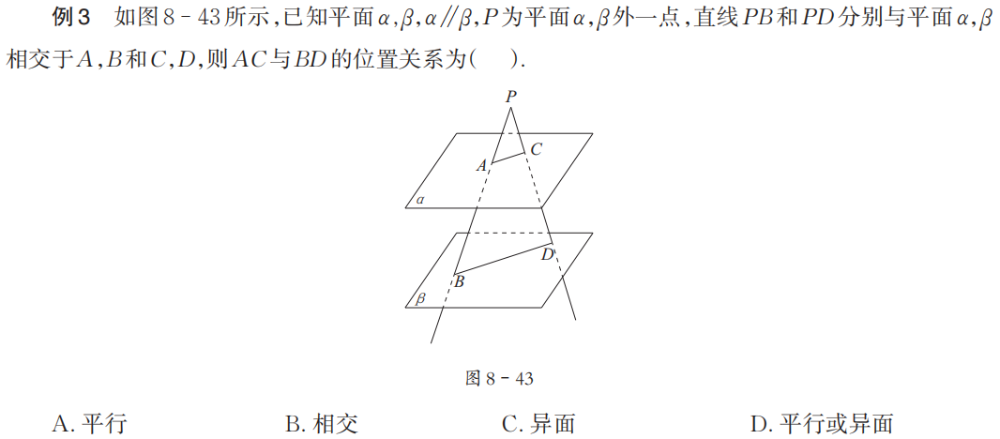 例3 如图8-43所示,已知平面α,β,α∥β,P为平面α,β外一点,直线PB和PD分别与平面α,β
相交于A,B和C,D,则AC与BD的位置关系为( ).
P
C
A
α
D
B
β
图8-43
A.平行 B.相交 C.异面 D.平行或异面